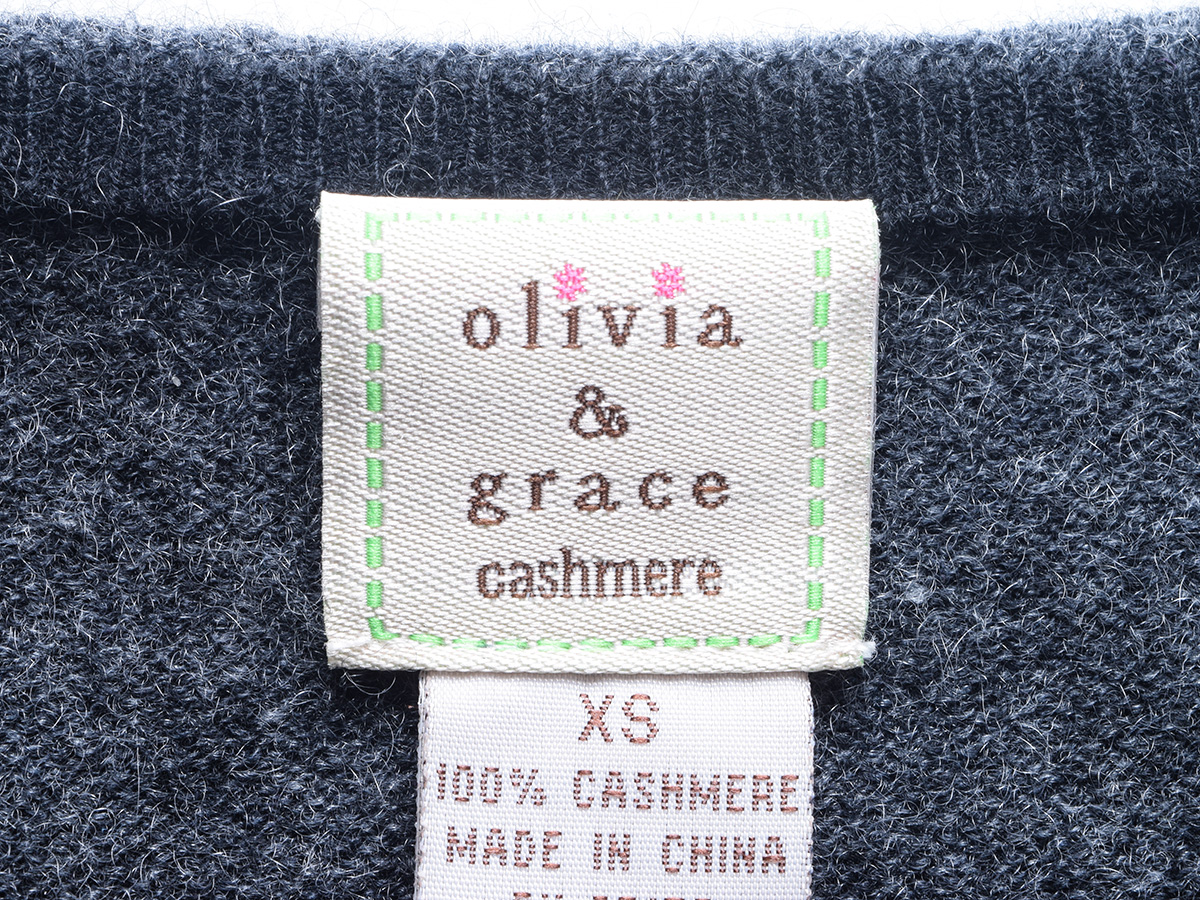 olivia
&
grace
cashmere
XS
100% CASHMERE
MADE IN CHINA